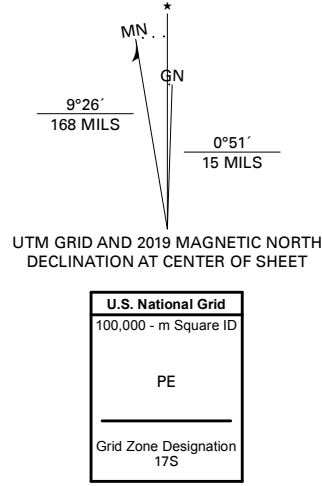 ★
MN
GN
9°26´
168 MILS
0°51´
15 MILS
UTM GRID AND 2019 MAGNETIC NORTH
DECLINATION AT CENTER OF SHEET
U.S. National Grid
100,000 - m Square ID
PE
Grid Zone Designation
17S